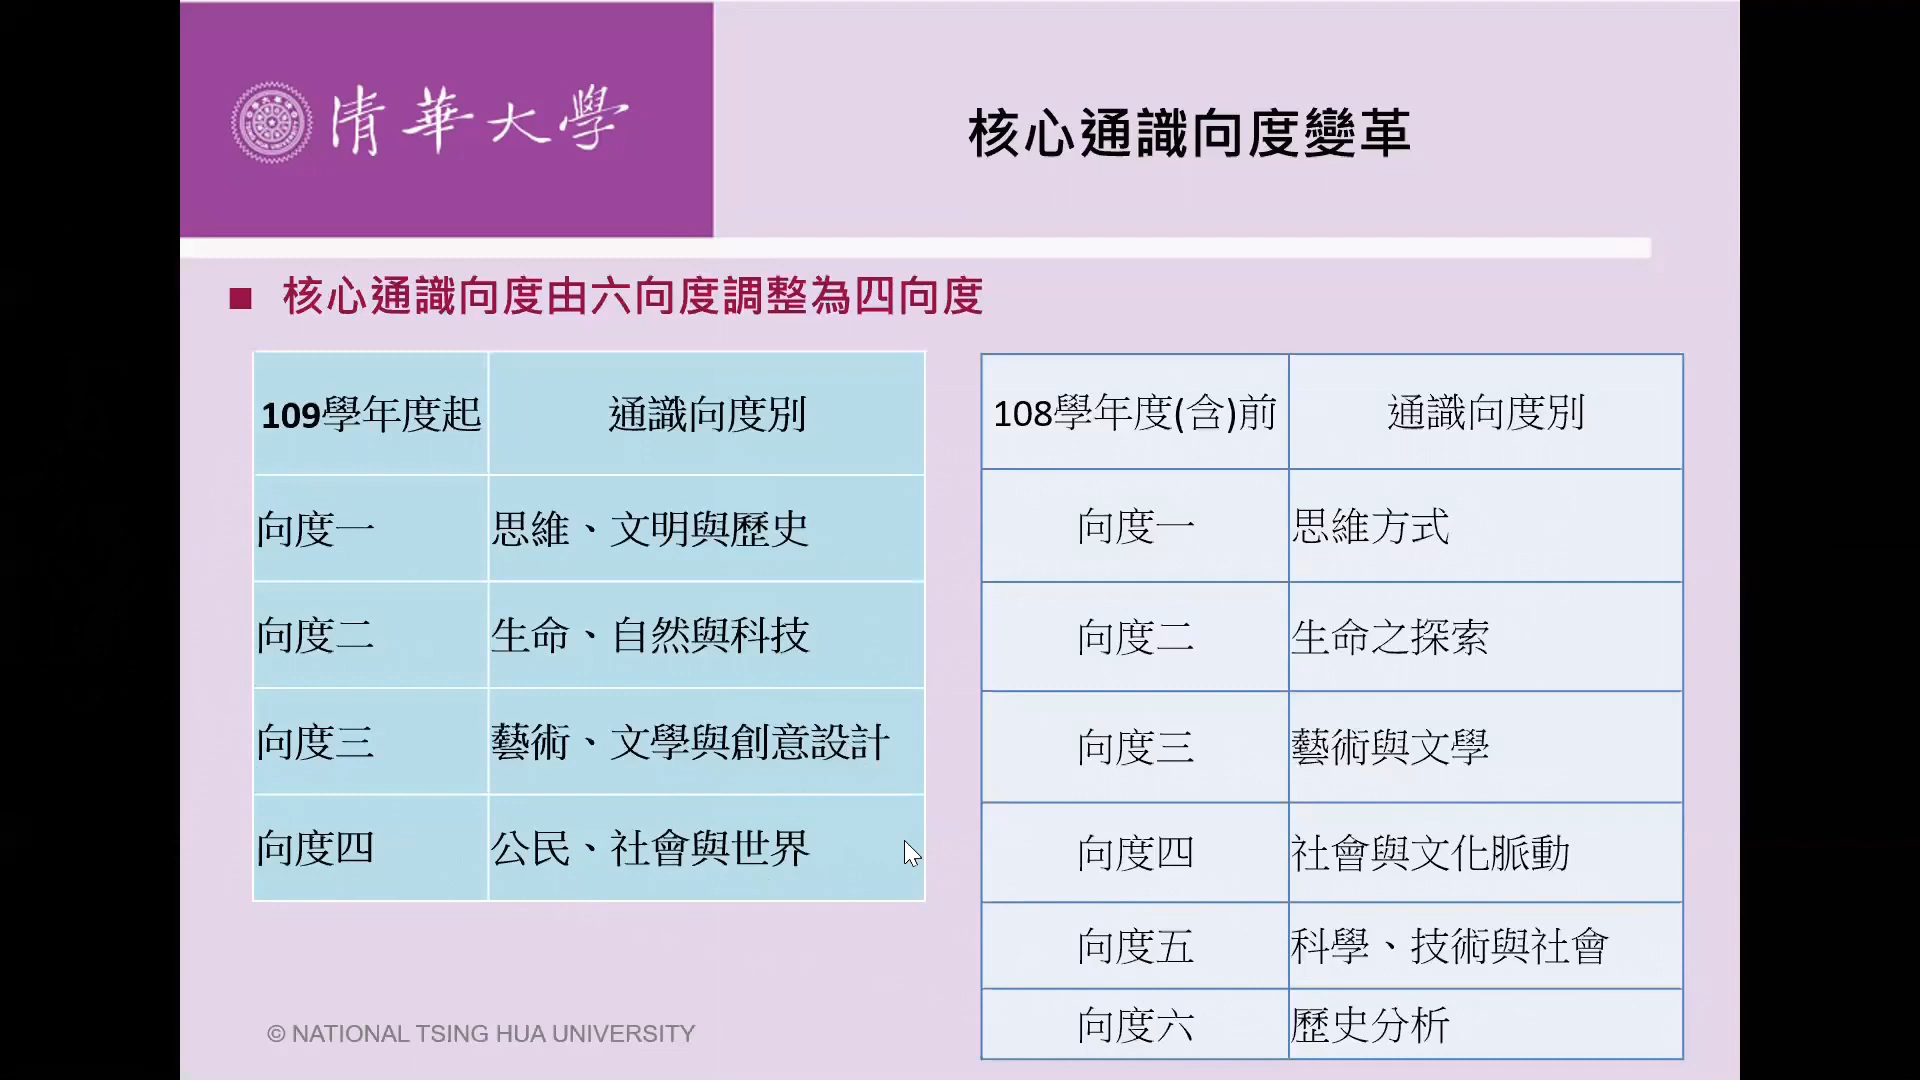 清華大學
核心通識向度變革
■ 核心通識向度由六向度調整為四向度
109學年度起 通識向度別
向度一 思維、文明與歷史
向度二 生命、自然與科技
向度三 藝術、文學與創意設計
向度四 公民、社會與世界
108學年度(含)前 通識向度別
向度一 思維方式
向度二 生命之探索
向度三 藝術與文學
向度四 社會與文化脈動
向度五 科學、技術與社會
向度六 歷史分析
© NATIONAL TSING HUA UNIVERSITY